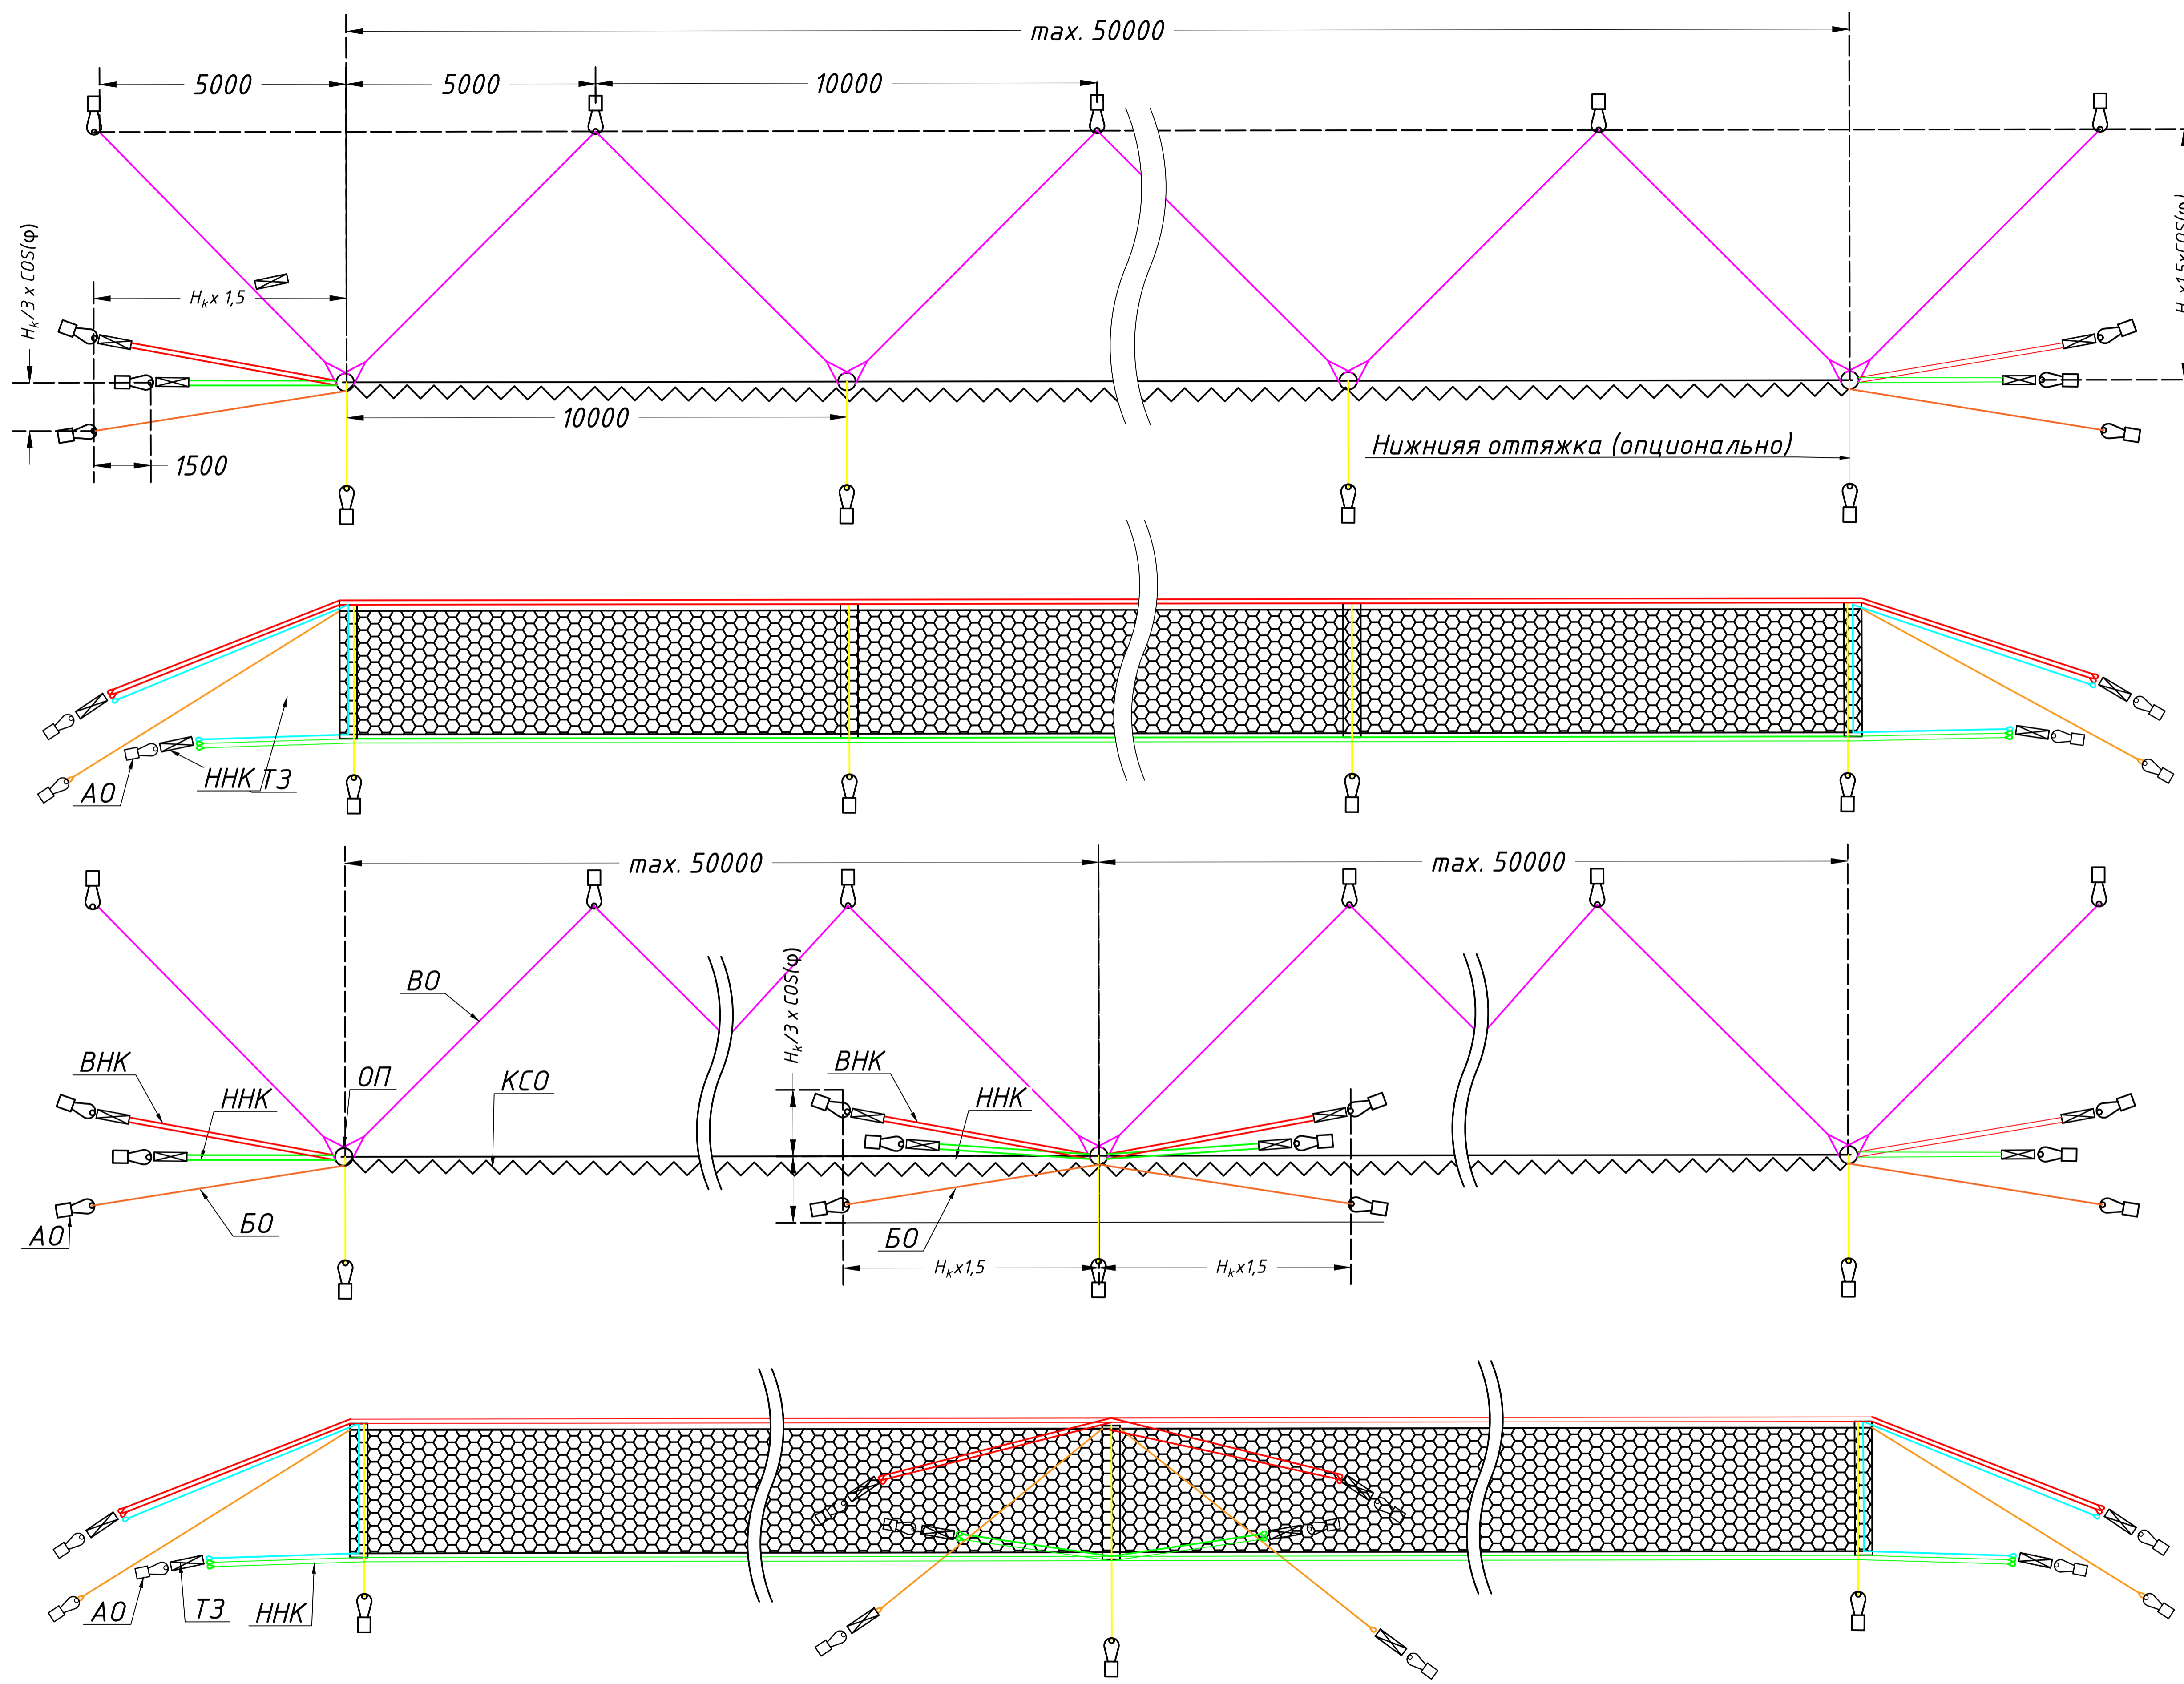 max. 50000
5000
5000
10000
Hk/3 x COS(φ)
Hk x 1,5
10000
1500
Нижнияя оттяжка (опционально)
АО
ННК
ТЗ
max. 50000
max. 50000
ВО
Hk/3 x COS(φ)
ВНК
ННК
ОП
КСО
ВНК
ННК
АО
БО
БО
Hkx1,5
Hkx1,5
АО
ТЗ
ННК